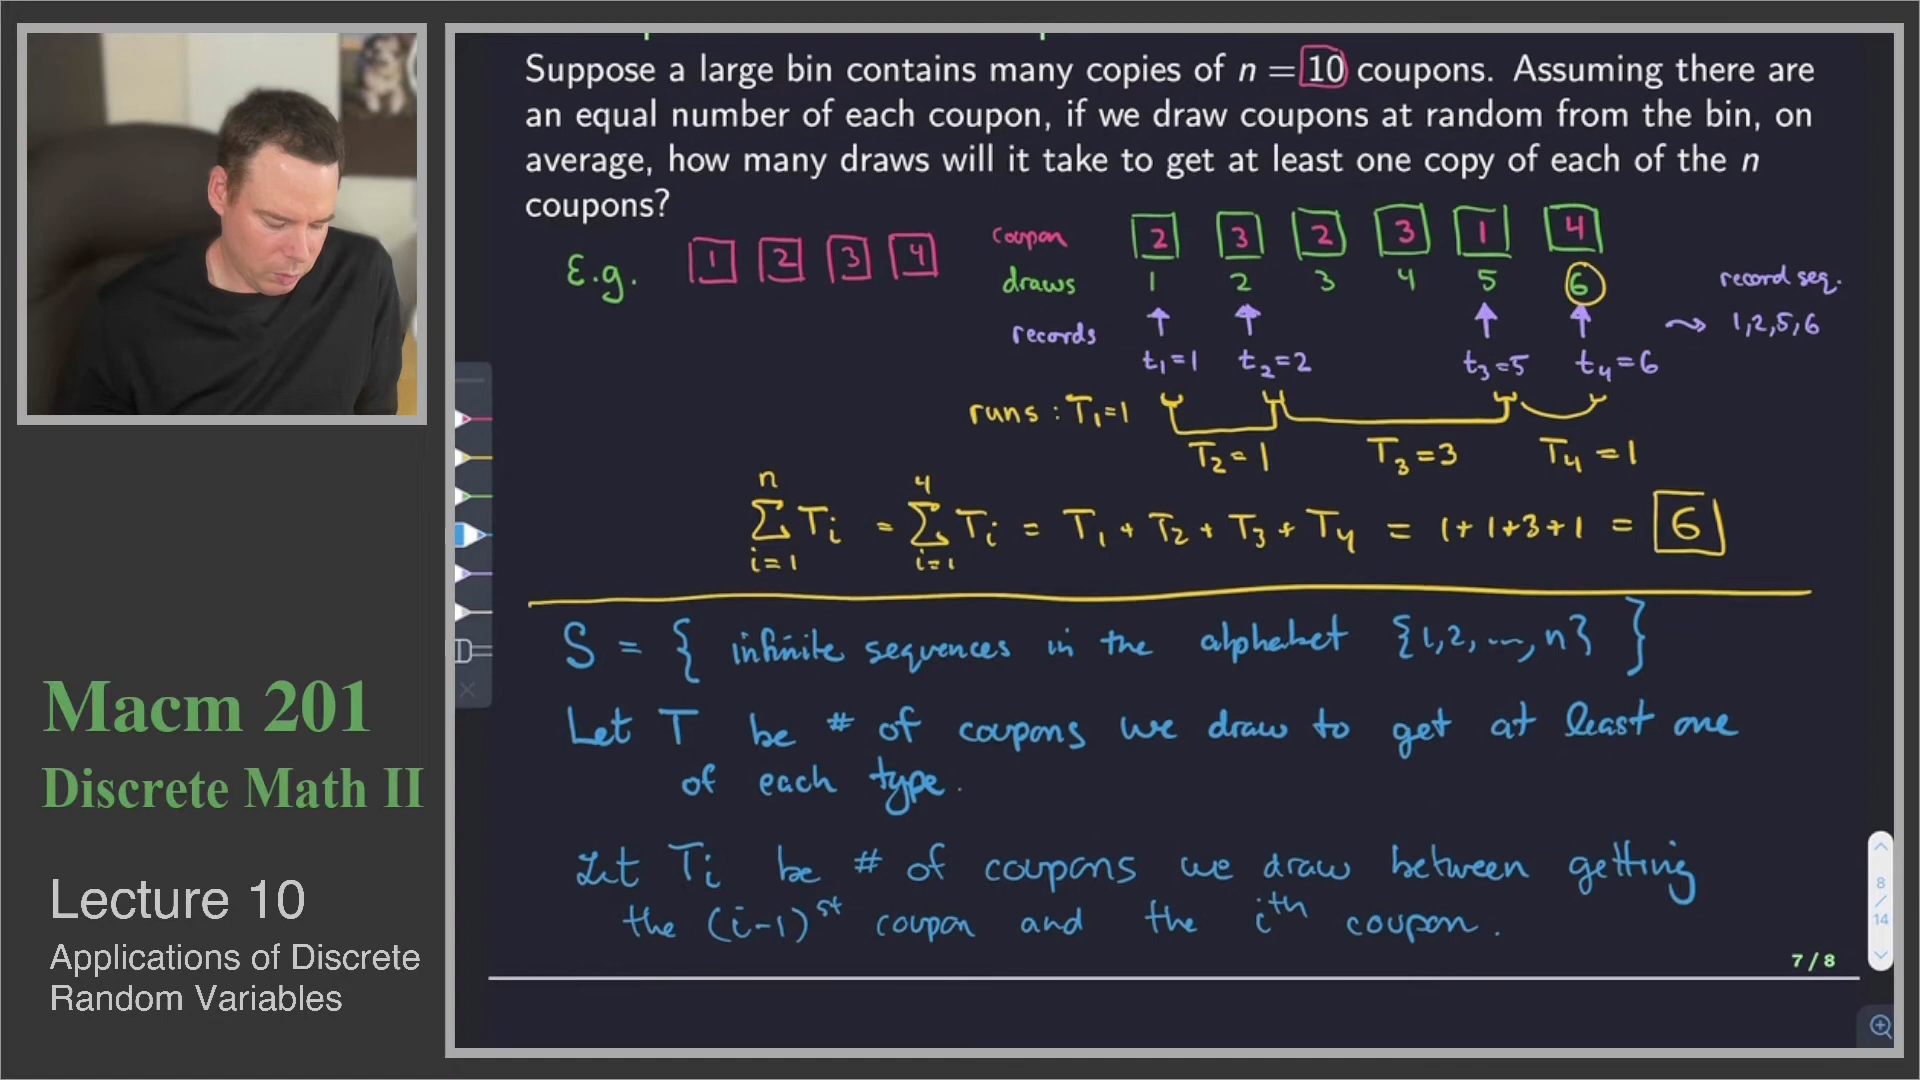 Suppose a large bin contains many copies of n = 10 coupons. Assuming there are
an equal number of each coupon, if we draw coupons at random from the bin, on
average, how many draws will it take to get at least one copy of each of the n
coupons?
E.g. 1 2 3 4
coupon 2 3 2 3 1 4
draws 1 2 3 4 5 6
record seq.
records
⇝ 1,2,5,6
t₁=1 t₂=2 t₃=5 t₄=6
runs : T₁=1
T₂=1 T₃=3 T₄=1
n∑i=1 Tᵢ = 4∑i=1 Tᵢ = T₁ + T₂ + T₃ + T₄ = 1+1+3+1 = 6
S = { infinite sequences in the alphabet {1,2, ..., n} }
Let T be # of coupons we draw to get at least one
of each type.
Let Tᵢ be # of coupons we draw between getting
the (i-1)ˢᵗ coupon and the iᵗʰ coupon.
7 / 8
8
/
14
Macm 201
Discrete Math II
Lecture 10
Applications of Discrete
Random Variables